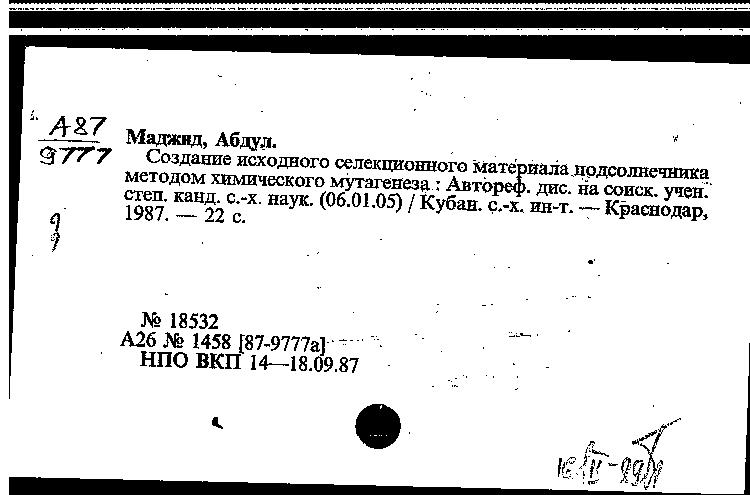 А87
9777
Маджид, Абдул.
Создание исходного селекционного материала подсолнечника
методом химического мутагенеза : Автореф. дис. на соиск. учен.
степ. канд. с.-х. наук. (06.01.05) / Кубан. с.-х. ин-т. — Краснодар,
1987. — 22 с.
№ 18532
А26 № 1458 [87-9777а]
НПО ВКП 14—18.09.87